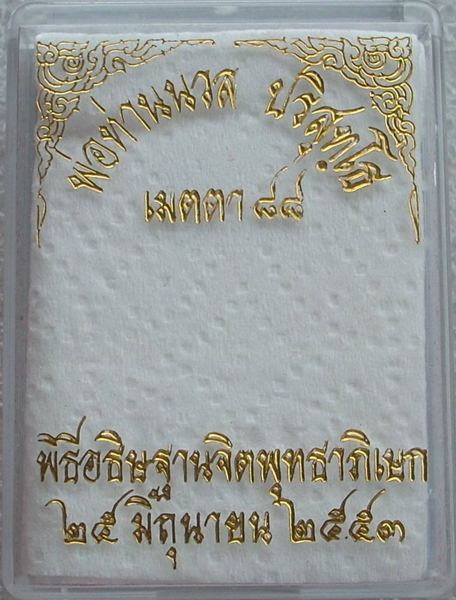 พ่อท่านนวล ปริสุทฺโธ
เมตตา ๘๘
พิธีอธิษฐานจิตพุทธาภิเษก
๒๕ มิถุนายน ๒๕๕๓